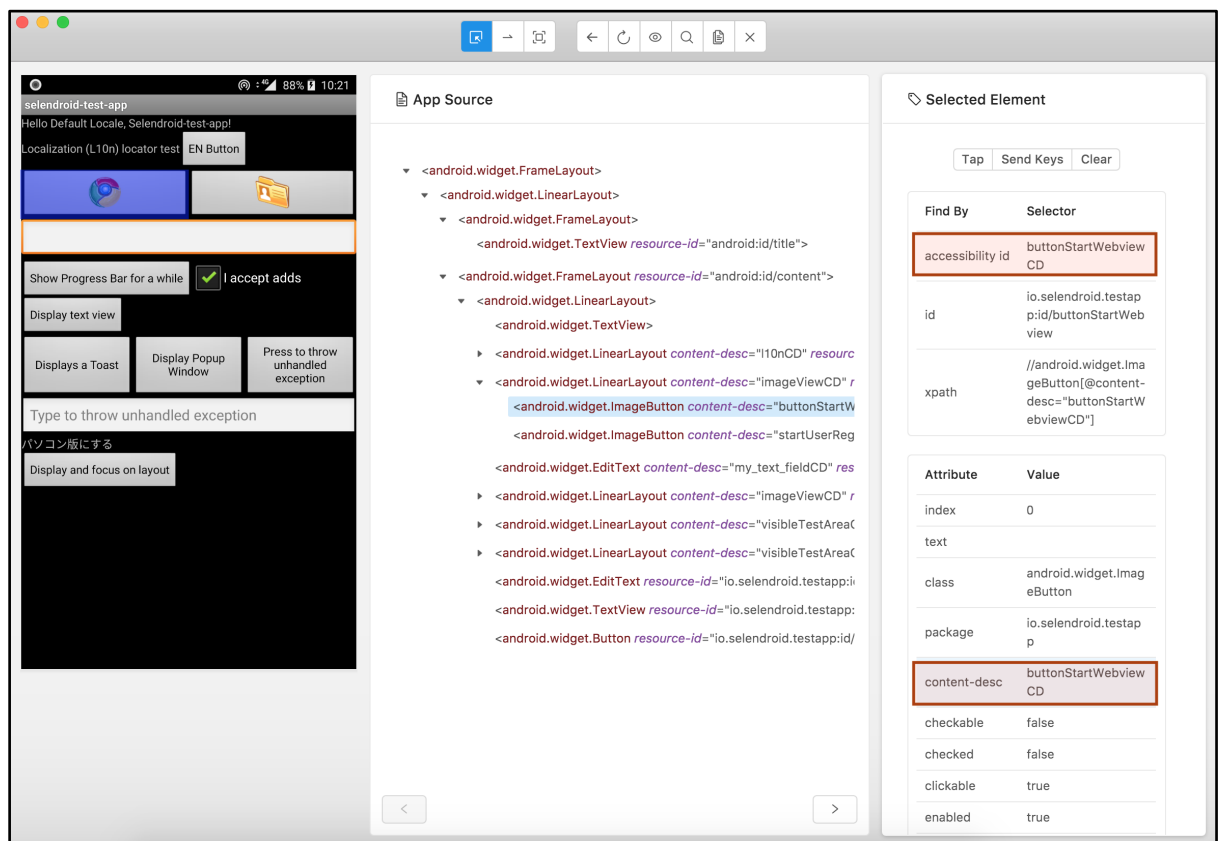 4G 88% 10:21
selendroid-test-app
Hello Default Locale, Selendroid-test-app!
Localization (L10n) locator test EN Button
Show Progress Bar for a while I accept adds
Display text view
Displays a Toast
Display Popup
Window
Press to throw
unhandled
exception
Type to throw unhandled exception
パソコン版にする
Display and focus on layout
App Source
<android.widget.FrameLayout>
<android.widget.LinearLayout>
<android.widget.FrameLayout>
<android.widget.TextView resource-id="android:id/title">
<android.widget.FrameLayout resource-id="android:id/content">
<android.widget.LinearLayout>
<android.widget.TextView>
<android.widget.LinearLayout content-desc="l10nCD" resourc
<android.widget.LinearLayout content-desc="imageViewCD" r
<android.widget.ImageButton content-desc="buttonStartW
<android.widget.ImageButton content-desc="startUserReg
<android.widget.EditText content-desc="my_text_fieldCD" res
<android.widget.LinearLayout content-desc="imageViewCD" r
<android.widget.LinearLayout content-desc="visibleTestArea
<android.widget.LinearLayout content-desc="visibleTestArea
<android.widget.EditText resource-id="io.selendroid.testapp:i
<android.widget.TextView resource-id="io.selendroid.testapp:
<android.widget.Button resource-id="io.selendroid.testapp:id/
Selected Element
Tap Send Keys Clear
Find By Selector
accessibility id buttonStartWebview
CD
id
io.selendroid.testap
p:id/buttonStartWeb
view
xpath
//android.widget.Ima
geButton[@content-
desc="buttonStartW
ebviewCD"]
Attribute Value
index 0
text
class
android.widget.Imag
eButton
package
io.selendroid.testap
p
content-desc
buttonStartWebview
CD
checkable false
checked false
clickable true
enabled true